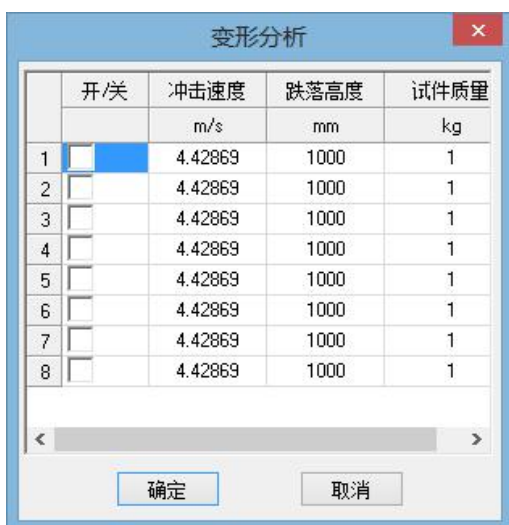 变形分析
开/关 冲击速度 跌落高度 试件质量
m/s mm kg
1 4.42869 1000 1
2 4.42869 1000 1
3 4.42869 1000 1
4 4.42869 1000 1
5 4.42869 1000 1
6 4.42869 1000 1
7 4.42869 1000 1
8 4.42869 1000 1
确定 取消